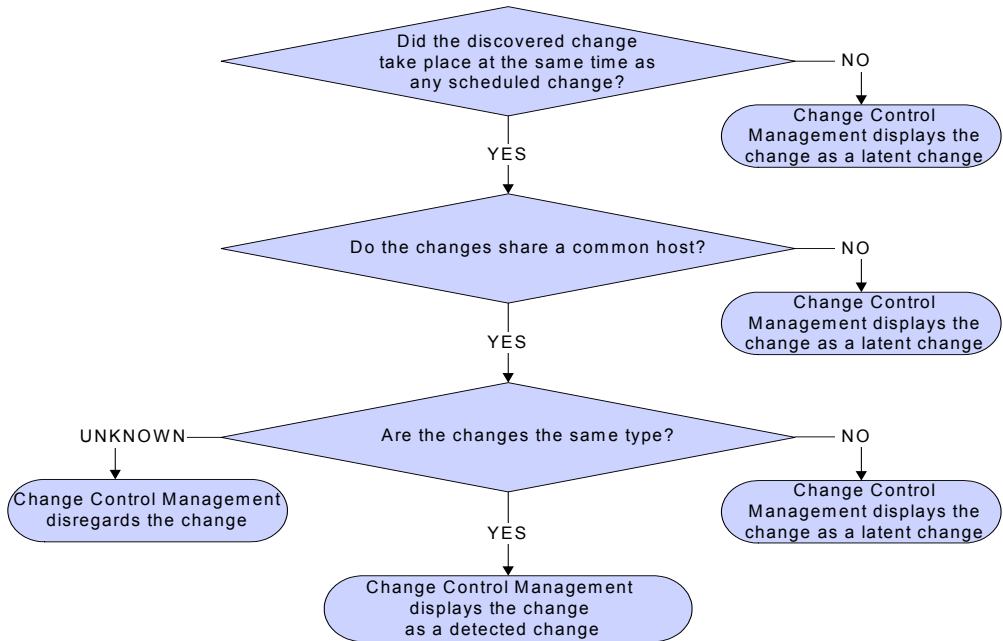 Did the discovered change
take place at the same time as
any scheduled change?
NO
Change Control
Management displays the
change as a latent change
YES
Do the changes share a common host?
NO
Change Control
Management displays the
change as a latent change
YES
UNKNOWN
Are the changes the same type?
NO
Change Control Management
disregards the change
Change Control
Management displays the
change as a latent change
YES
Change Control Management
displays the change
as a detected change